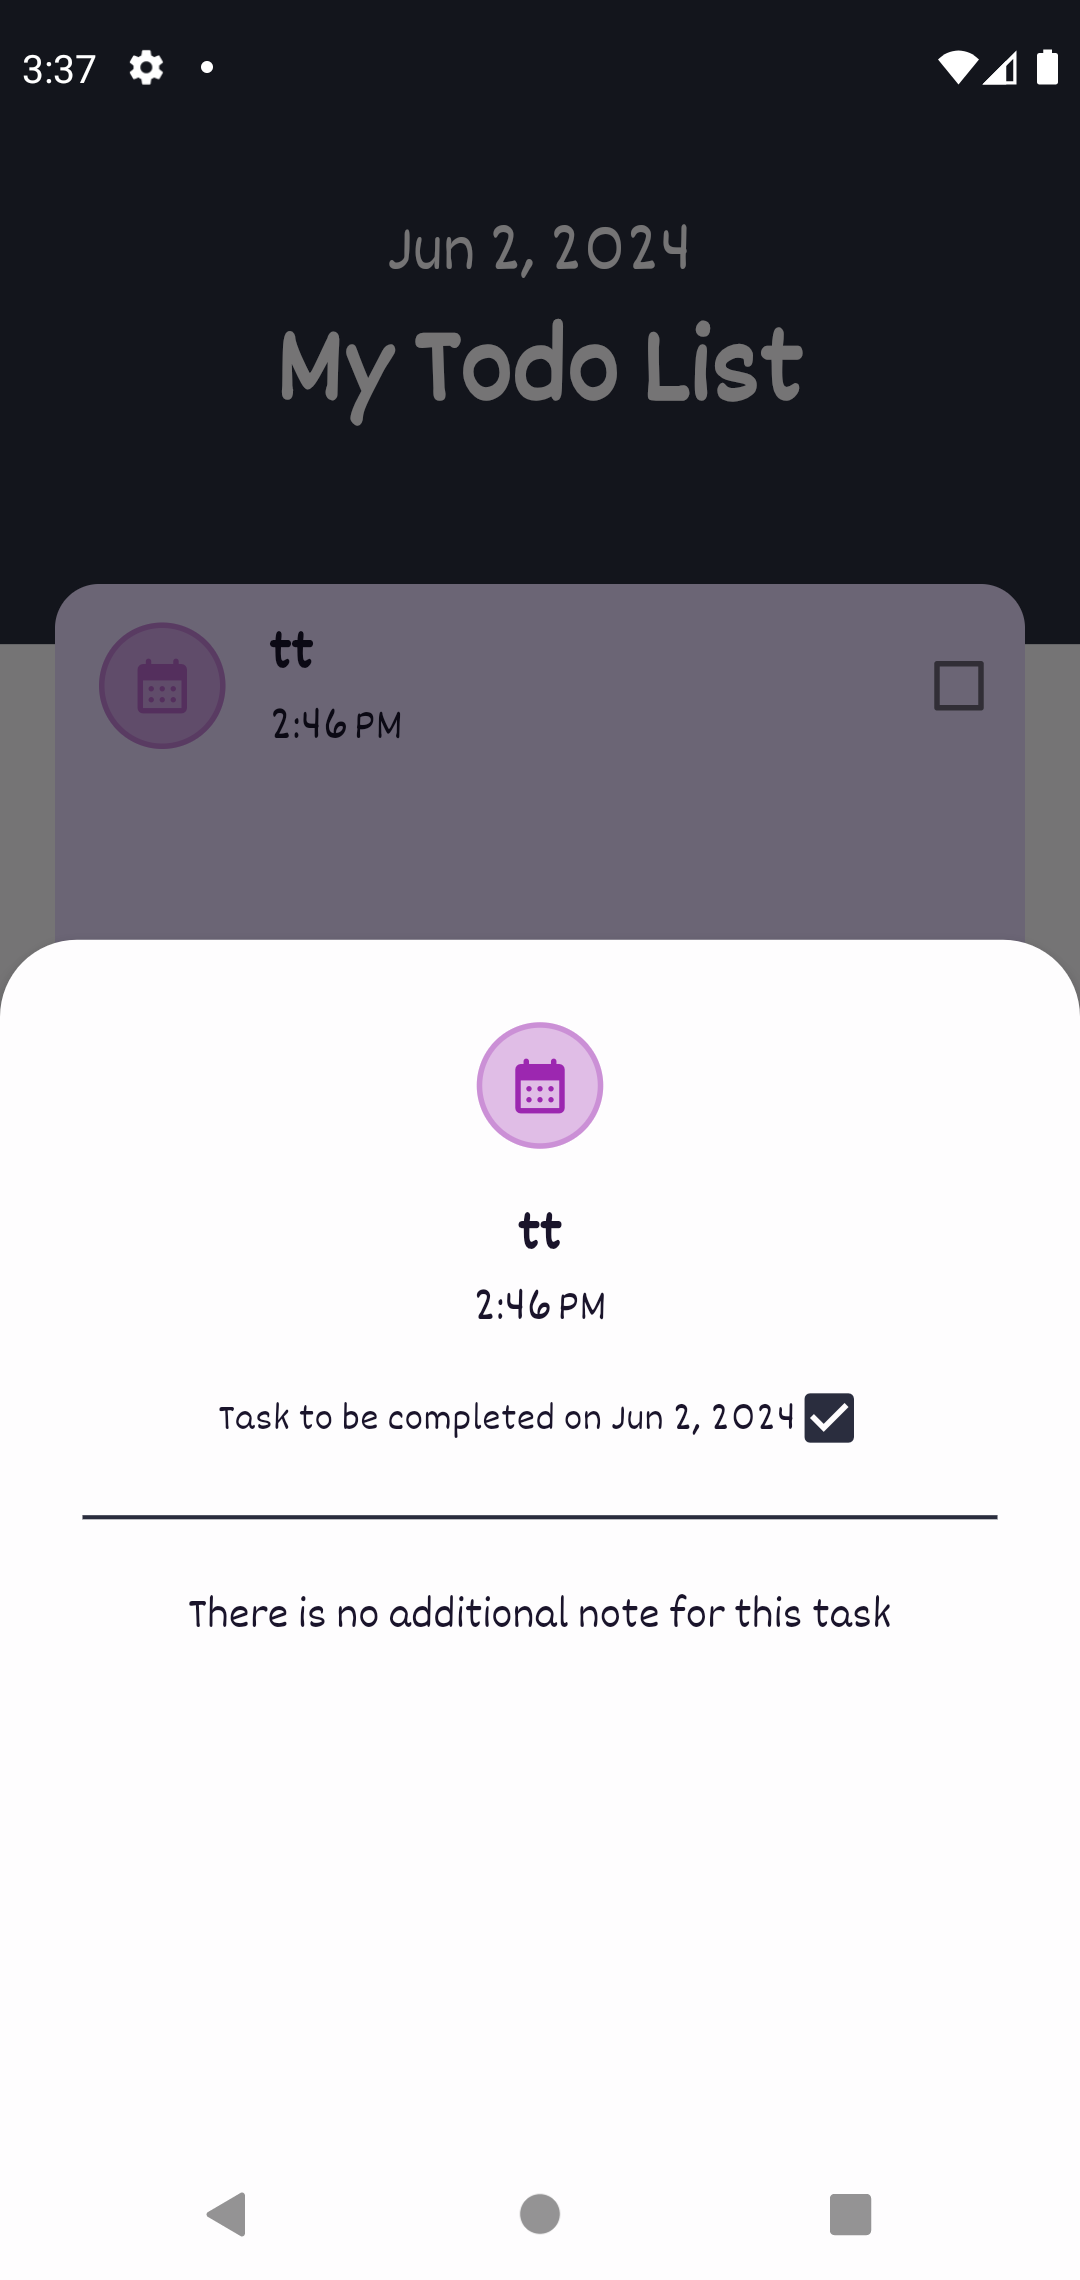 3:37
Jun 2, 2024
My Todo List
tt
2:46 PM
tt
2:46 PM
Task to be completed on Jun 2, 2024
There is no additional note for this task